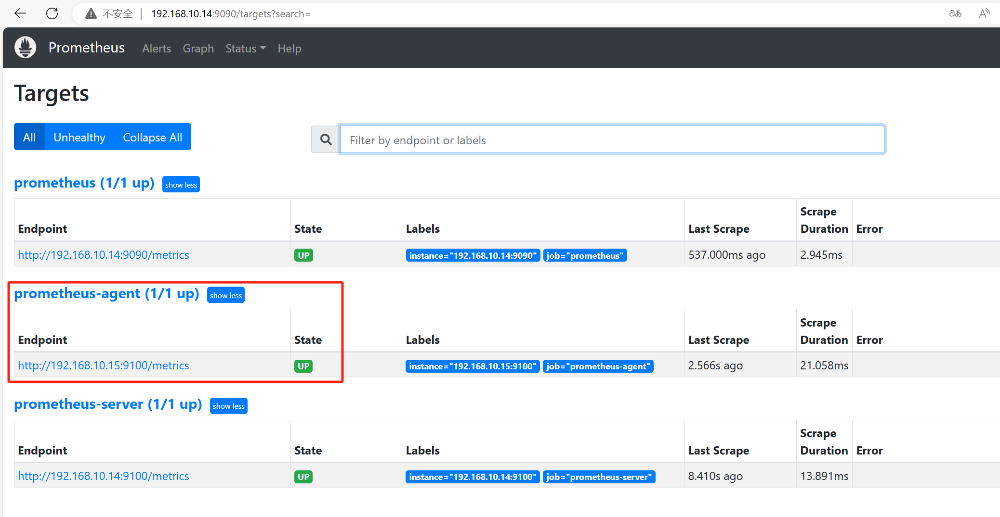 不安全 | 192.168.10.14:9090/targets?search= aあ A
Prometheus Alerts Graph Status Help
Targets
All Unhealthy Collapse All Filter by endpoint or labels
prometheus (1/1 up) show less
Endpoint State Labels Last Scrape Scrape Duration Error
http://192.168.10.14:9090/metrics UP instance="192.168.10.14:9090" job="prometheus" 537.000ms ago 2.945ms
prometheus-agent (1/1 up) show less
Endpoint State Labels Last Scrape Scrape Duration Error
http://192.168.10.15:9100/metrics UP instance="192.168.10.15:9100" job="prometheus-agent" 2.566s ago 21.058ms
prometheus-server (1/1 up) show less
Endpoint State Labels Last Scrape Scrape Duration Error
http://192.168.10.14:9100/metrics UP instance="192.168.10.14:9100" job="prometheus-server" 8.410s ago 13.891ms